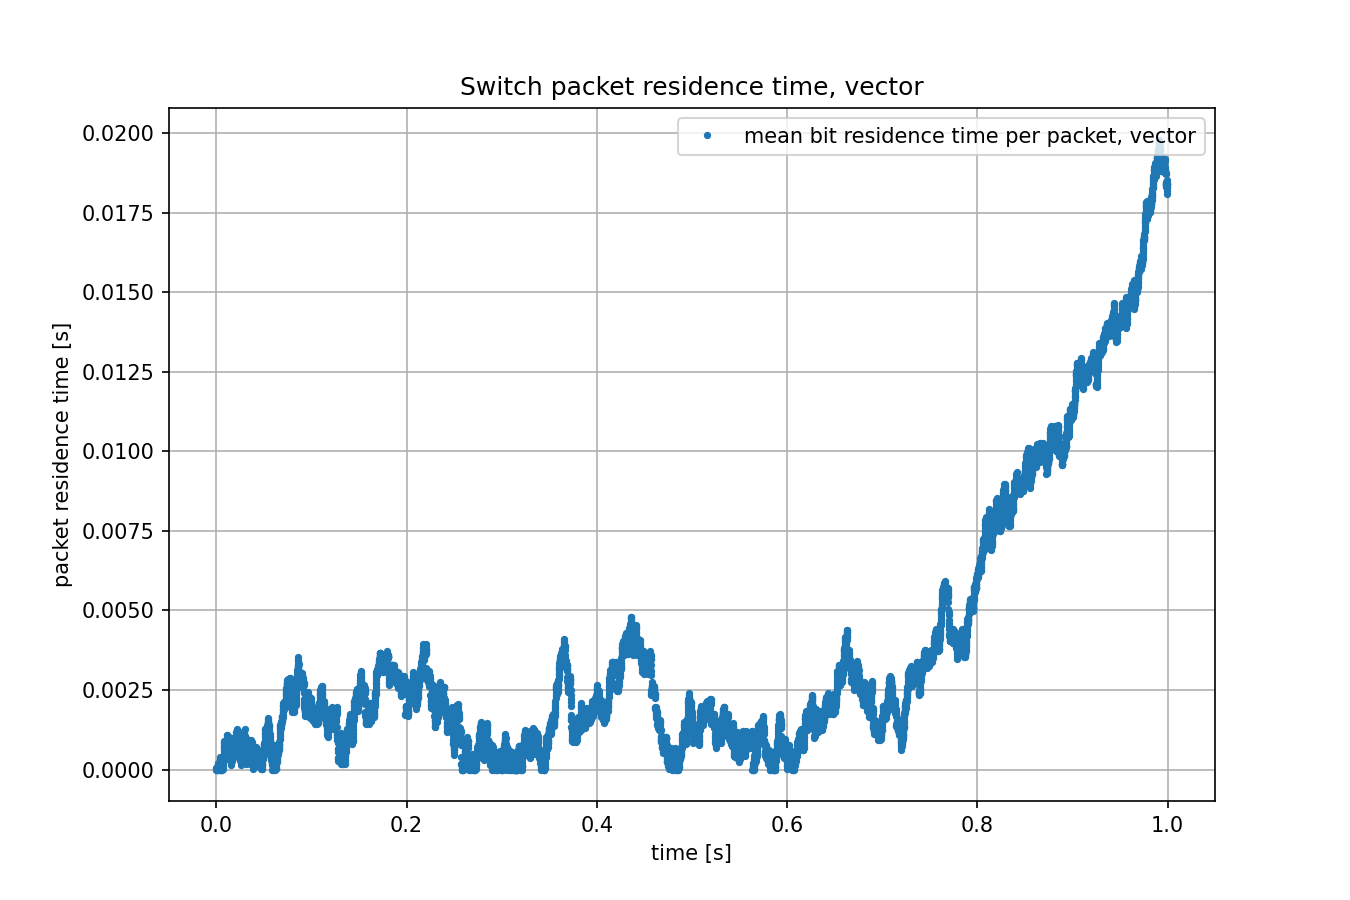 Switch packet residence time, vector
mean bit residence time per packet, vector
packet residence time [s]
0.0200
0.0175
0.0150
0.0125
0.0100
0.0075
0.0050
0.0025
0.0000
0.0 0.2 0.4 0.6 0.8 1.0
time [s]